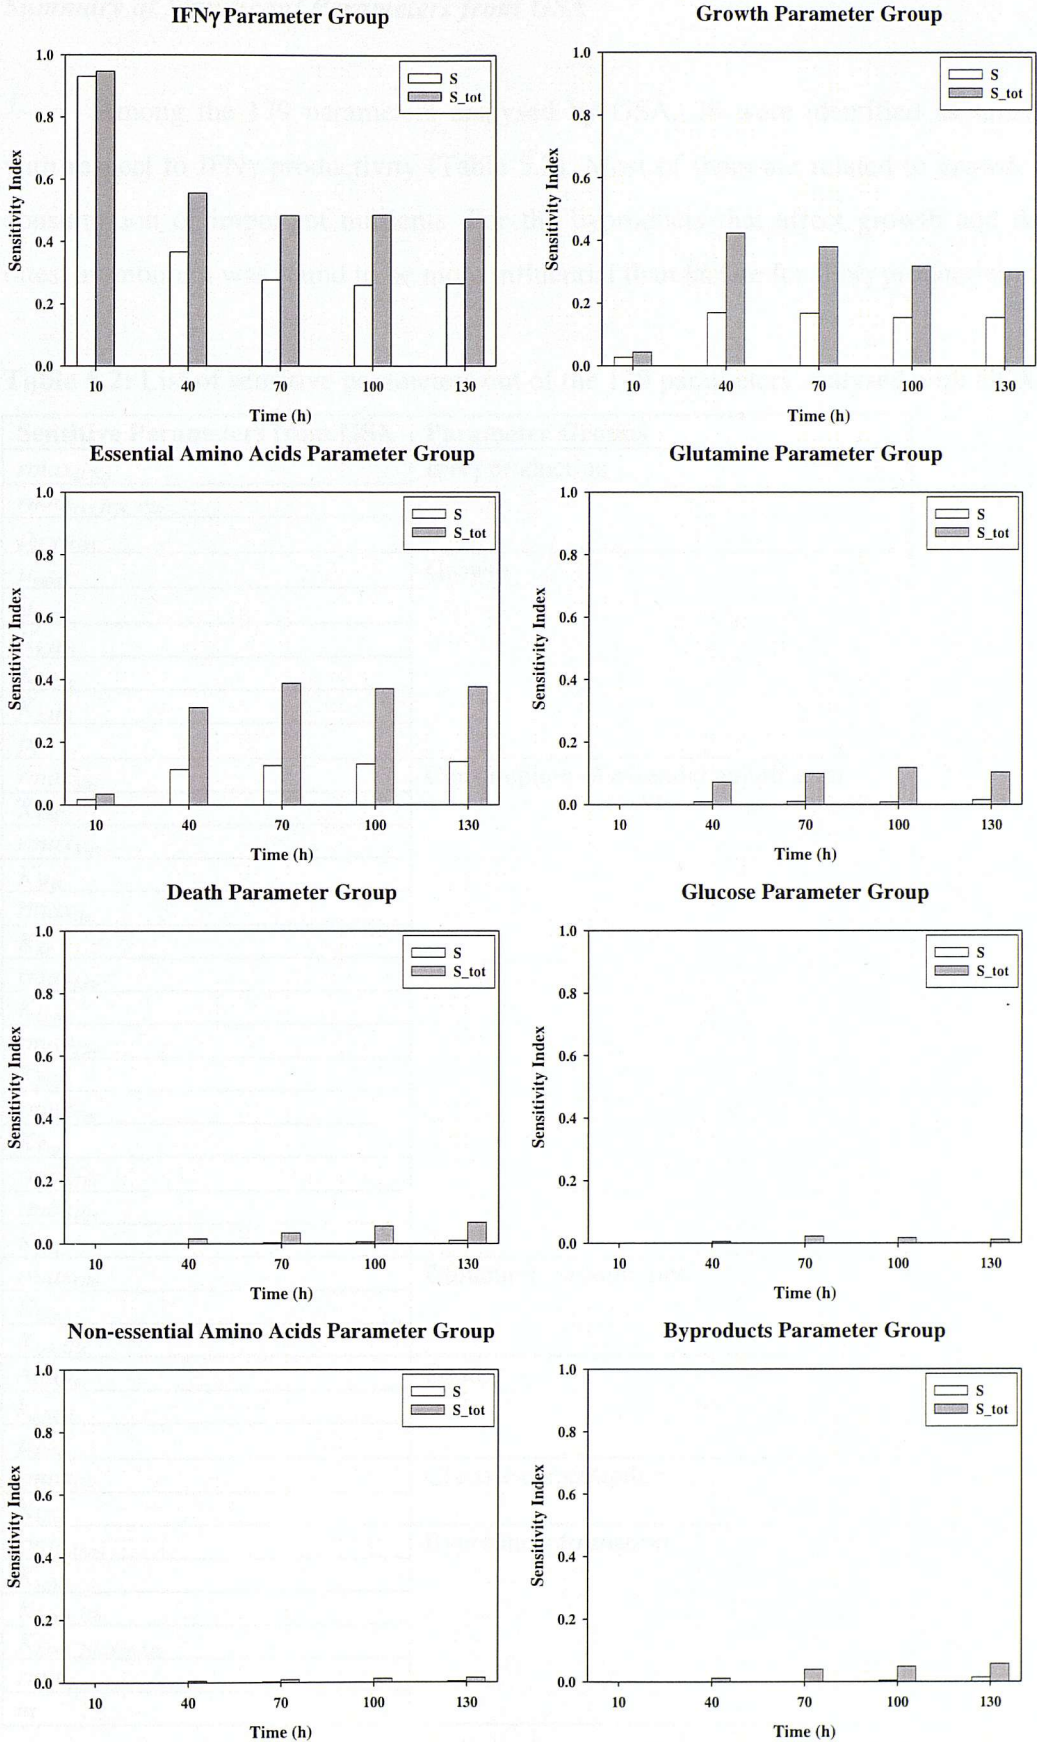 IFNγ Parameter Group
Sensitivity Index
1.0
0.8
0.6
0.4
0.2
0.0
S
S_tot
10 40 70 100 130
Time (h)
Growth Parameter Group
Sensitivity Index
1.0
0.8
0.6
0.4
0.2
0.0
S
S_tot
10 40 70 100 130
Time (h)
Essential Amino Acids Parameter Group
Sensitivity Index
1.0
0.8
0.6
0.4
0.2
0.0
S
S_tot
10 40 70 100 130
Time (h)
Glutamine Parameter Group
Sensitivity Index
1.0
0.8
0.6
0.4
0.2
0.0
S
S_tot
10 40 70 100 130
Time (h)
Death Parameter Group
Sensitivity Index
1.0
0.8
0.6
0.4
0.2
0.0
S
S_tot
10 40 70 100 130
Time (h)
Glucose Parameter Group
Sensitivity Index
1.0
0.8
0.6
0.4
0.2
0.0
S
S_tot
10 40 70 100 130
Time (h)
Non-essential Amino Acids Parameter Group
Sensitivity Index
1.0
0.8
0.6
0.4
0.2
0.0
S
S_tot
10 40 70 100 130
Time (h)
Byproducts Parameter Group
Sensitivity Index
1.0
0.8
0.6
0.4
0.2
0.0
S
S_tot
10 40 70 100 130
Time (h)